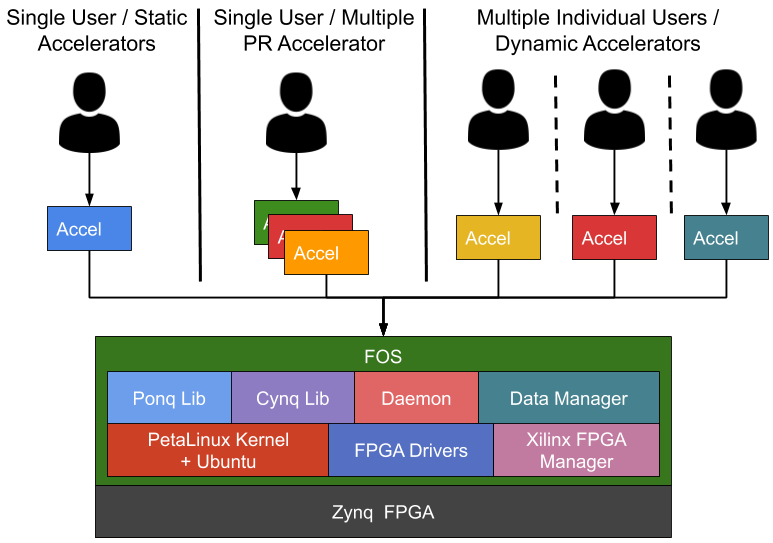 Single User / Static
Accelerators
Single User / Multiple
PR Accelerator
Multiple Individual Users /
Dynamic Accelerators
Accel
A
A
Accel
Accel
Accel
Accel
FOS
Ponq Lib
Cynq Lib
Daemon
Data Manager
PetaLinux Kernel
+ Ubuntu
FPGA Drivers
Xilinx FPGA
Manager
Zynq FPGA